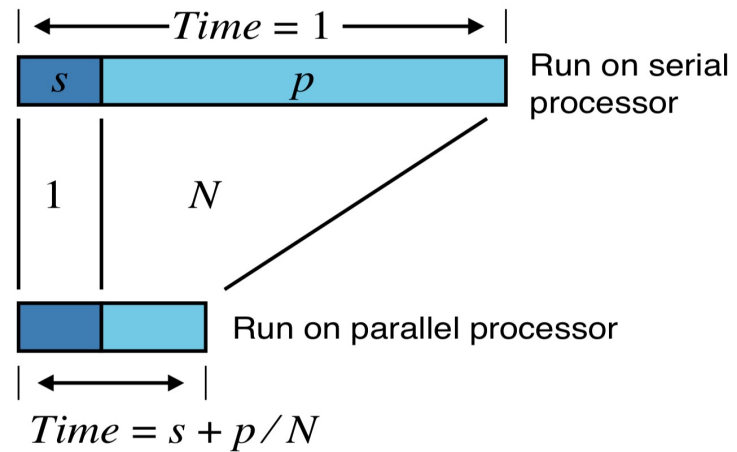 Time = 1
s
p
Run on serial
processor
1
N
Run on parallel processor
Time = s + p/N